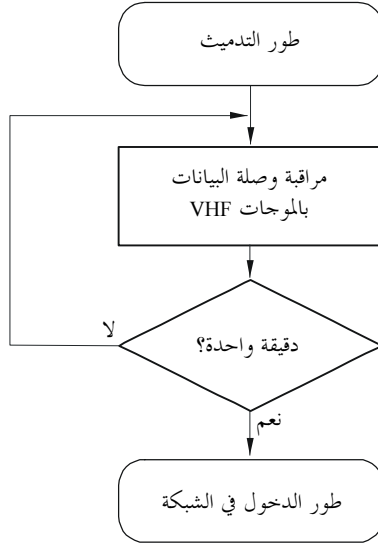 طور التدميث
مراقبة وصلة البيانات
بالموجات VHF
لا
دقيقة واحدة؟
نعم
طور الدخول في الشبكة